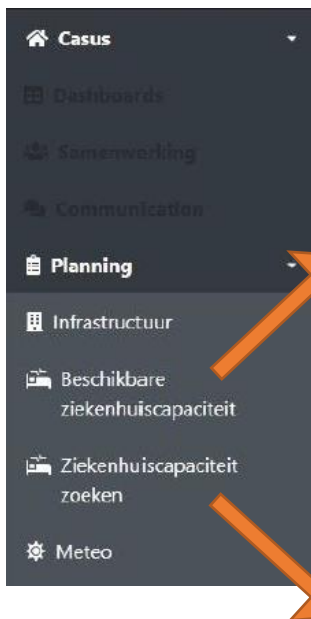 Casus
Dashboards
Samenwerking
Communication
Planning
Infrastructuur
Beschikbare
ziekenhuiscapaciteit
Ziekenhuiscapaciteit
zoeken
Meteo